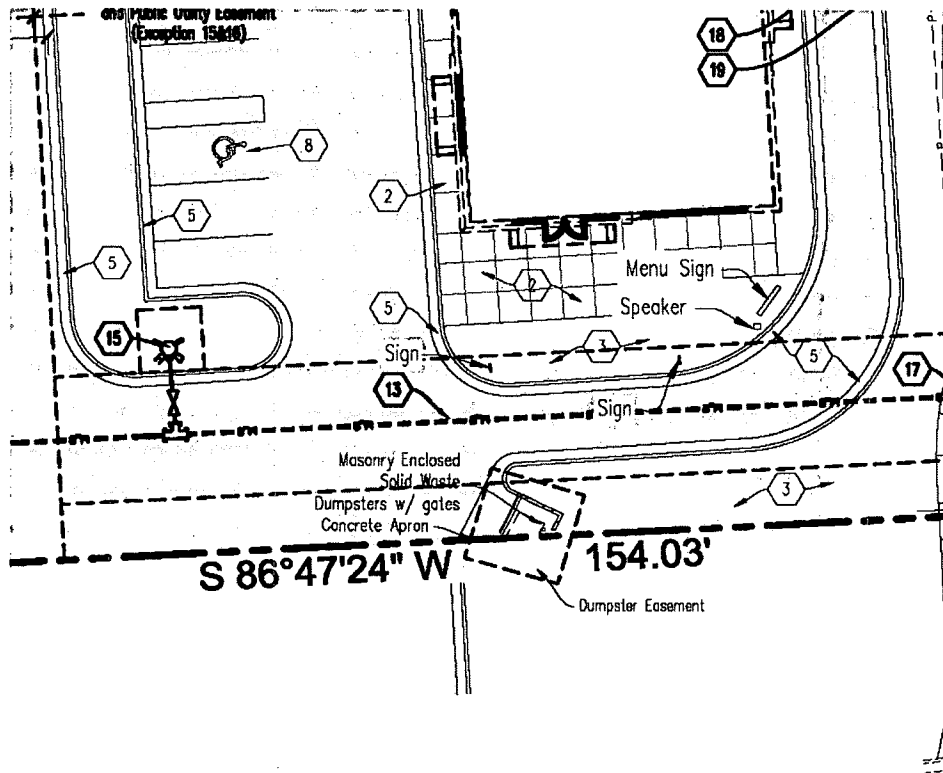 and Public Utility Easement
(Exception 15&16)
18
19
8
2
5
5
2
Menu Sign
5
Speaker
15
Sign
3
5
13
17
Sign
Masonry Enclosed
Solid Waste
Dumpsters w/ gates
Concrete Apron
3
S 86°47'24" W
154.03'
Dumpster Easement